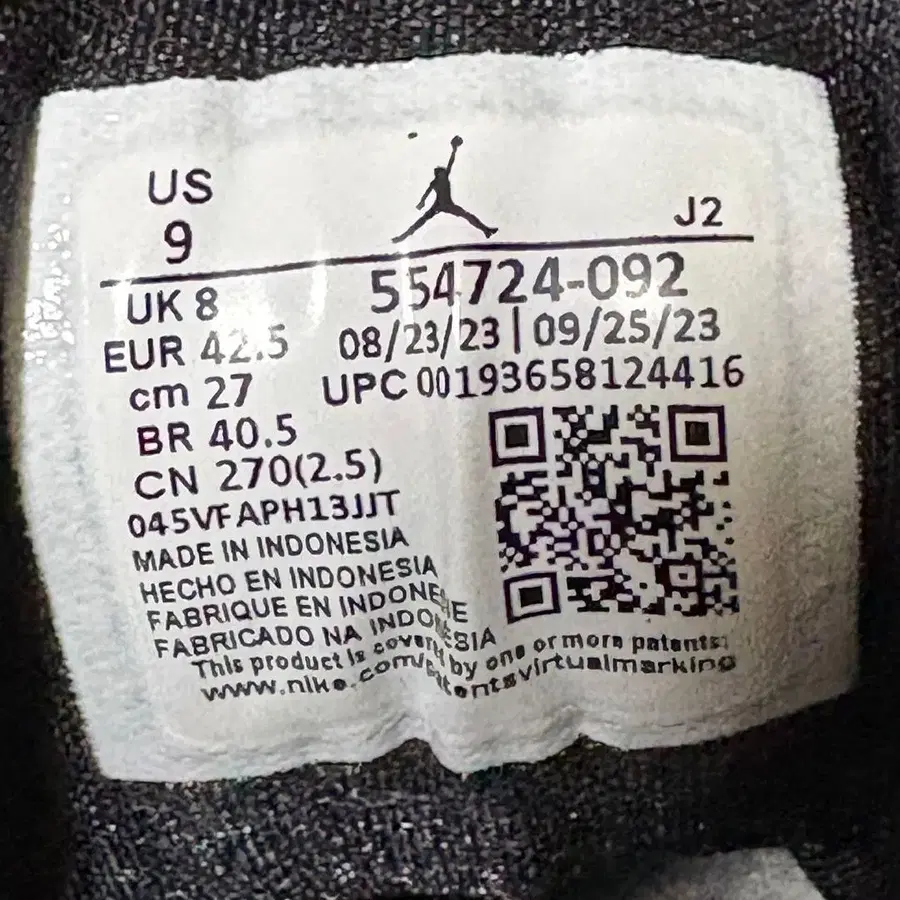 US
9
J2
UK 8
554724-092
EUR 42.5
08/23/23 | 09/25/23
cm 27
UPC 00193658124416
BR 40.5
CN 270(2.5)
045VFAPH13JJT
MADE IN INDONESIA
HECHO EN INDONESIA
FABRIQUE EN INDONESIE
FABRICADO NA INDONESIA
This product is covered by one or more patents:
www.nike.com/patentsvirtualmarking